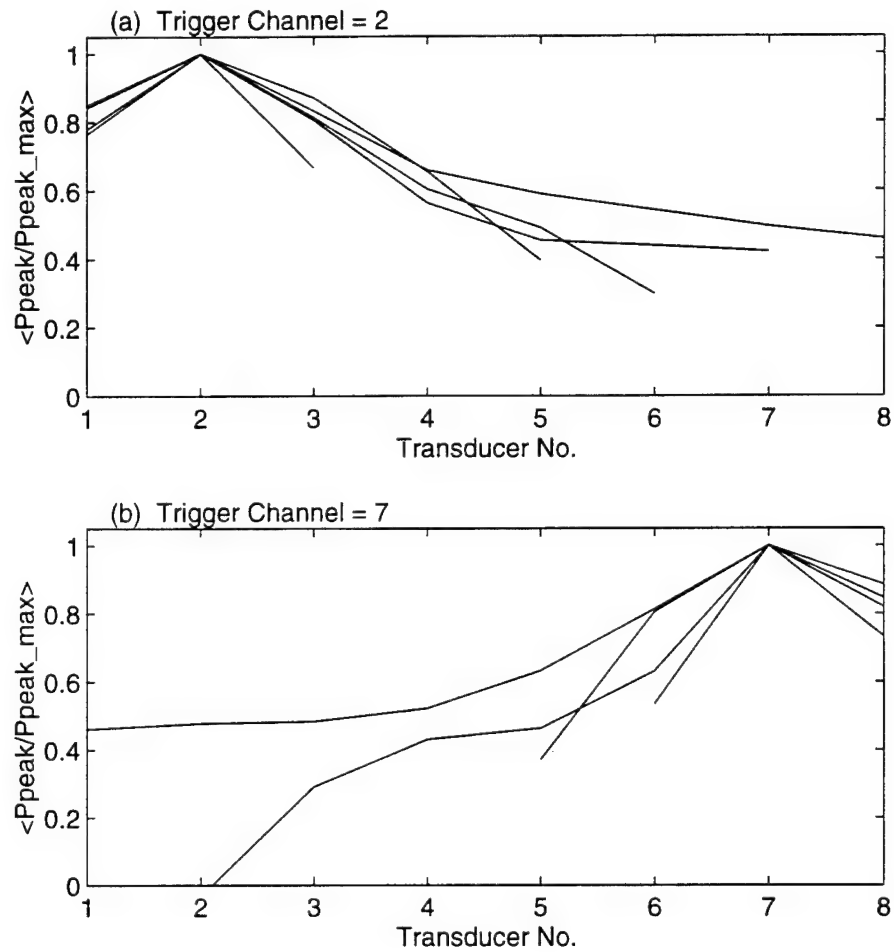 (a) Trigger Channel = 2
1
0.8
0.6
0.4
0.2
0
<Ppeak/Ppeak_max>
1 2 3 4 5 6 7 8
Transducer No.
(b) Trigger Channel = 7
1
0.8
0.6
0.4
0.2
0
<Ppeak/Ppeak_max>
1 2 3 4 5 6 7 8
Transducer No.